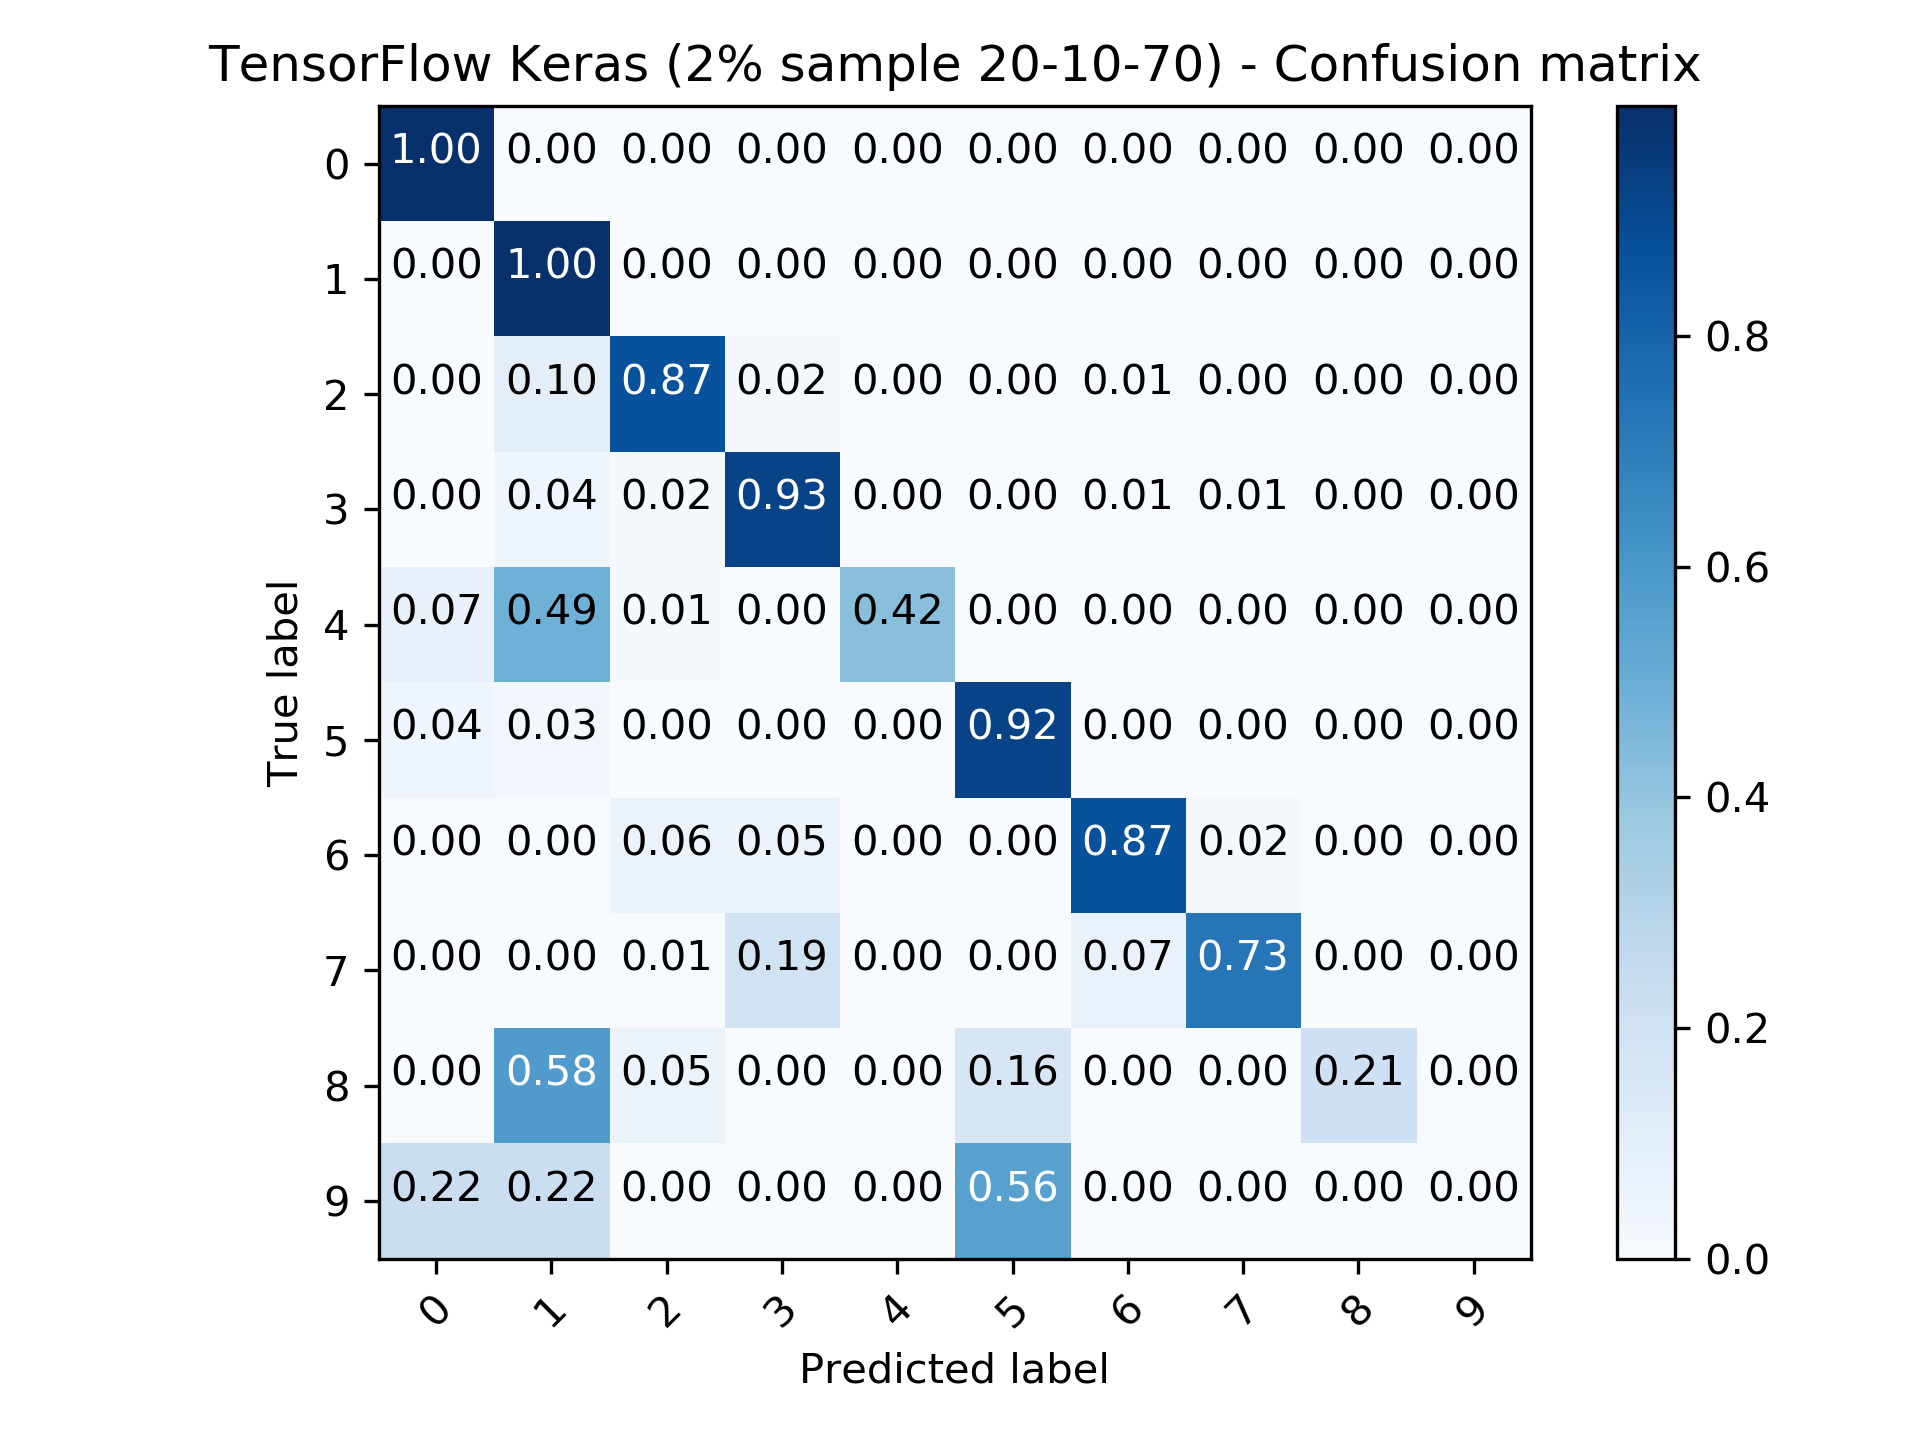 TensorFlow Keras (2% sample 20-10-70) - Confusion matrix
0 1.00 0.00 0.00 0.00 0.00 0.00 0.00 0.00 0.00 0.00
1 0.00 1.00 0.00 0.00 0.00 0.00 0.00 0.00 0.00 0.00
2 0.00 0.10 0.87 0.02 0.00 0.00 0.01 0.00 0.00 0.00
3 0.00 0.04 0.02 0.93 0.00 0.00 0.01 0.01 0.00 0.00
4 0.07 0.49 0.01 0.00 0.42 0.00 0.00 0.00 0.00 0.00
5 0.04 0.03 0.00 0.00 0.00 0.92 0.00 0.00 0.00 0.00
6 0.00 0.00 0.06 0.05 0.00 0.00 0.87 0.02 0.00 0.00
7 0.00 0.00 0.01 0.19 0.00 0.00 0.07 0.73 0.00 0.00
8 0.00 0.58 0.05 0.00 0.00 0.16 0.00 0.00 0.21 0.00
9 0.22 0.22 0.00 0.00 0.00 0.56 0.00 0.00 0.00 0.00
0 1 2 3 4 5 6 7 8 9
Predicted label
True label
0.8
0.6
0.4
0.2
0.0